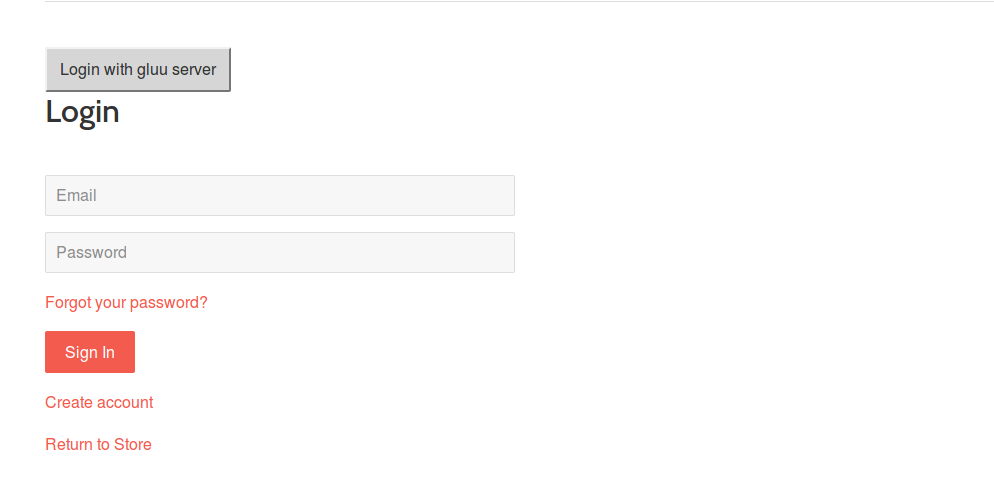 Login with gluu server
Login
Email
Password
Forgot your password?
Sign In
Create account
Return to Store